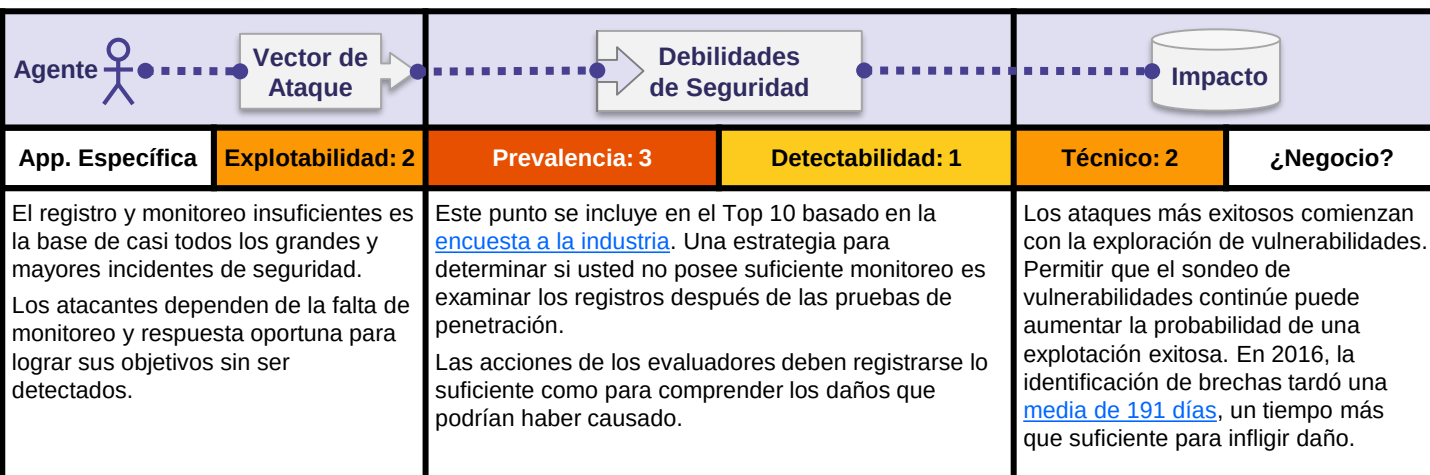 Agente
Vector de
Ataque
Debilidades
de Seguridad
Impacto
App. Específica
Explotabilidad: 2
Prevalencia: 3
Detectabilidad: 1
Técnico: 2
¿Negocio?
El registro y monitoreo insuficientes es
la base de casi todos los grandes y
mayores incidentes de seguridad.
Los atacantes dependen de la falta de
monitoreo y respuesta oportuna para
lograr sus objetivos sin ser
detectados.
Este punto se incluye en el Top 10 basado en la
encuesta a la industria. Una estrategia para
determinar si usted no posee suficiente monitoreo es
examinar los registros después de las pruebas de
penetración.
Las acciones de los evaluadores deben registrarse lo
suficiente como para comprender los daños que
podrían haber causado.
Los ataques más exitosos comienzan
con la exploración de vulnerabilidades.
Permitir que el sondeo de
vulnerabilidades continúe puede
aumentar la probabilidad de una
explotación exitosa. En 2016, la
identificación de brechas tardó una
media de 191 días, un tiempo más
que suficiente para infligir daño.